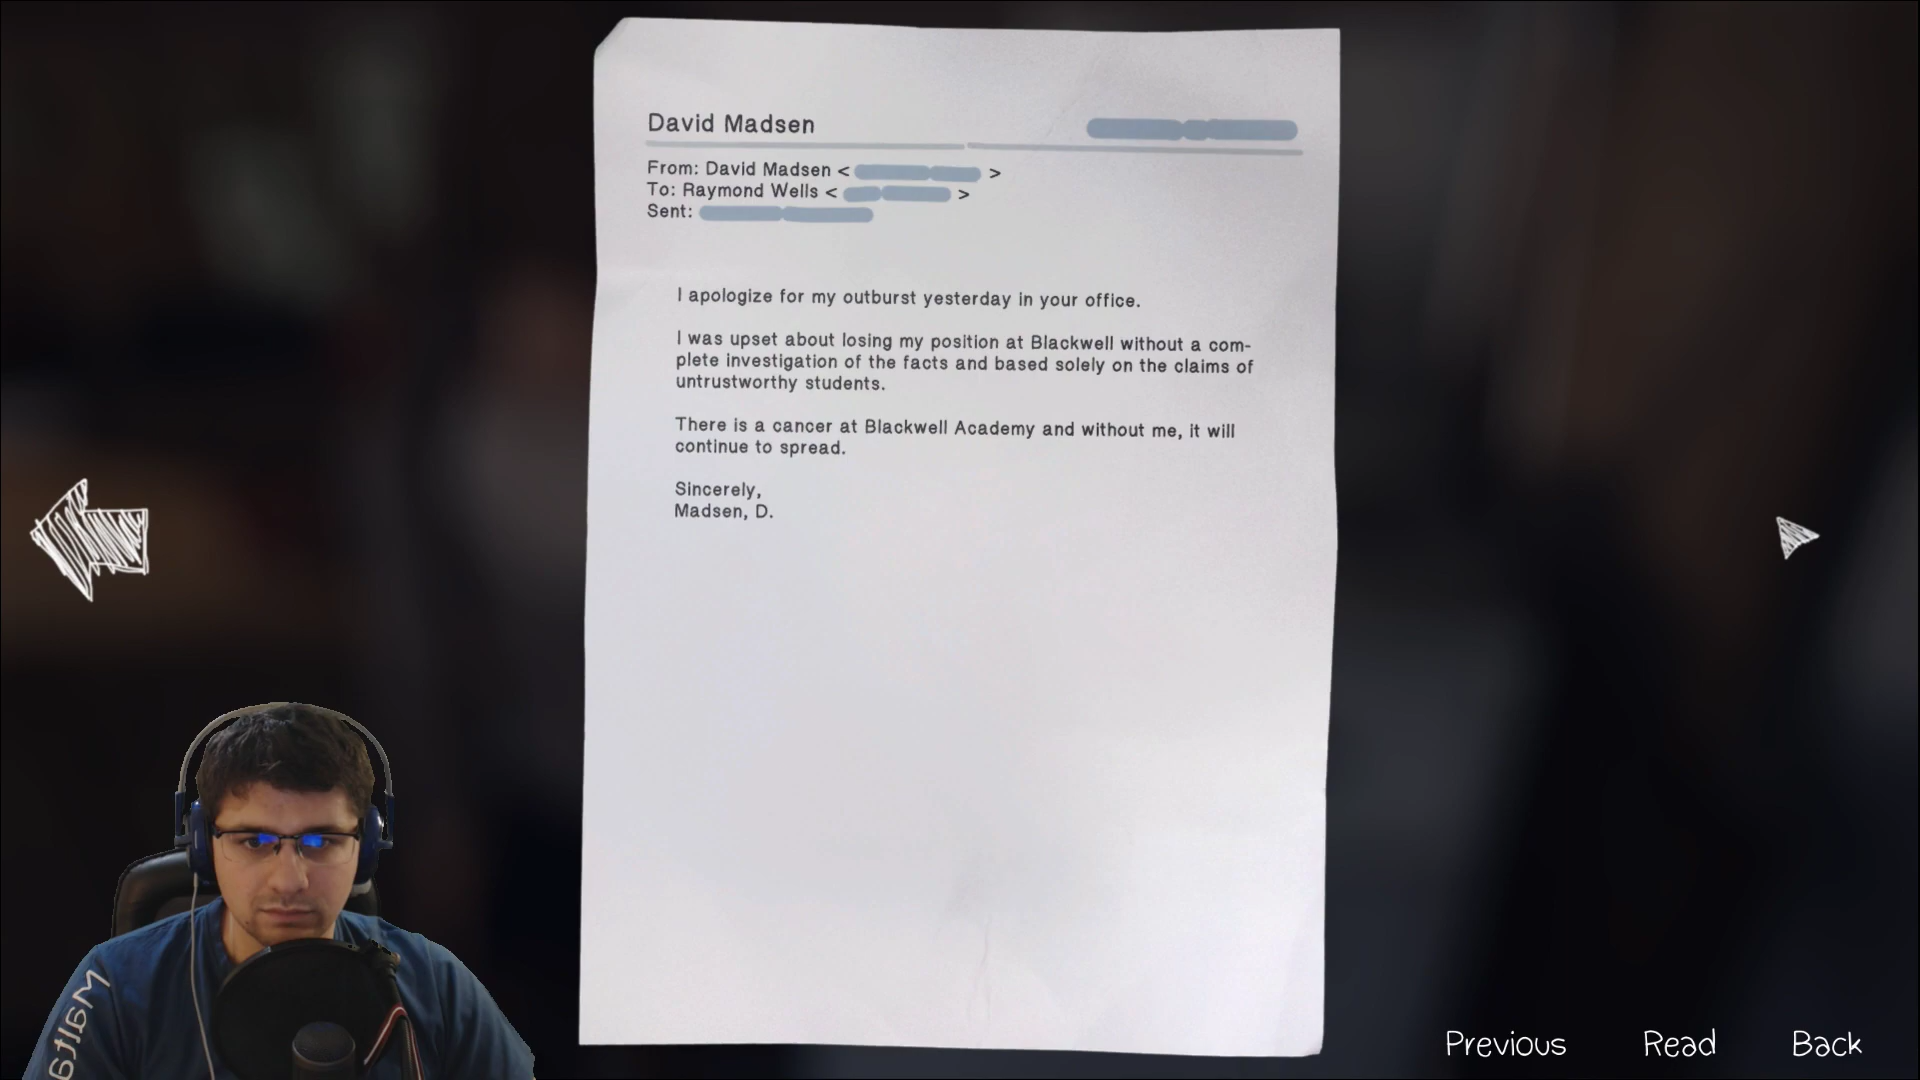 David Madsen
From: David Madsen < >
To: Raymond Wells < >
Sent:
I apologize for my outburst yesterday in your office.
I was upset about losing my position at Blackwell without a com-
plete investigation of the facts and based solely on the claims of
untrustworthy students.
There is a cancer at Blackwell Academy and without me, it will
continue to spread.
Sincerely,
Madsen, D.
Malta
Previous Read Back